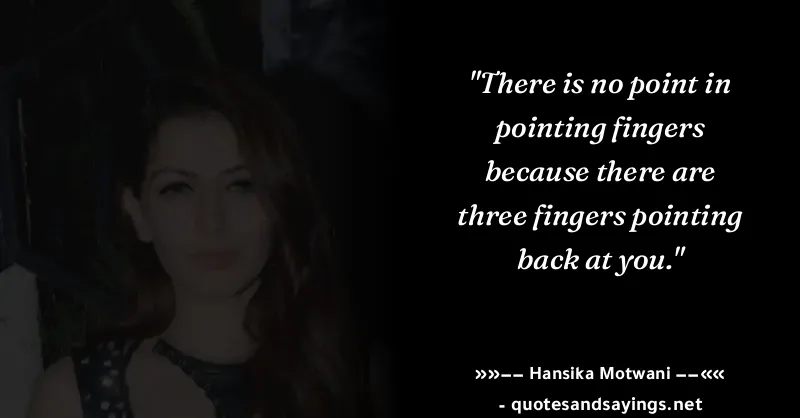 "There is no point in
pointing fingers
because there are
three fingers pointing
back at you."
»»–– Hansika Motwani ––««
- quotesandsayings.net